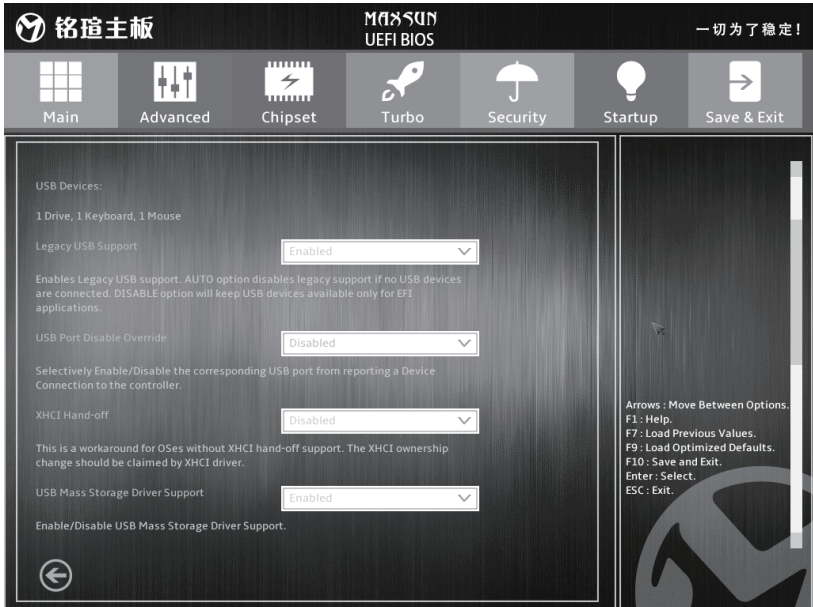 铭瑄主板
MAXSUN
UEFI BIOS
一切为了稳定!
Main
Advanced
Chipset
Turbo
Security
Startup
Save & Exit
USB Devices:
1 Drive, 1 Keyboard, 1 Mouse
Legacy USB Support
Enabled
Enables Legacy USB support. AUTO option disables legacy support if no USB devices
are connected. DISABLE option will keep USB devices available only for EFI
applications.
USB Port Disable Override
Disabled
Selectively Enable/Disable the corresponding USB port from reporting a Device
Connection to the controller.
XHCI Hand-off
Disabled
This is a workaround for OSes without XHCI hand-off support. The XHCI ownership
change should be claimed by XHCI driver.
USB Mass Storage Driver Support
Enabled
Enable/Disable USB Mass Storage Driver Support.
Arrows : Move Between Options.
F1 : Help.
F7 : Load Previous Values.
F9 : Load Optimized Defaults.
F10 : Save and Exit.
Enter : Select.
ESC : Exit.